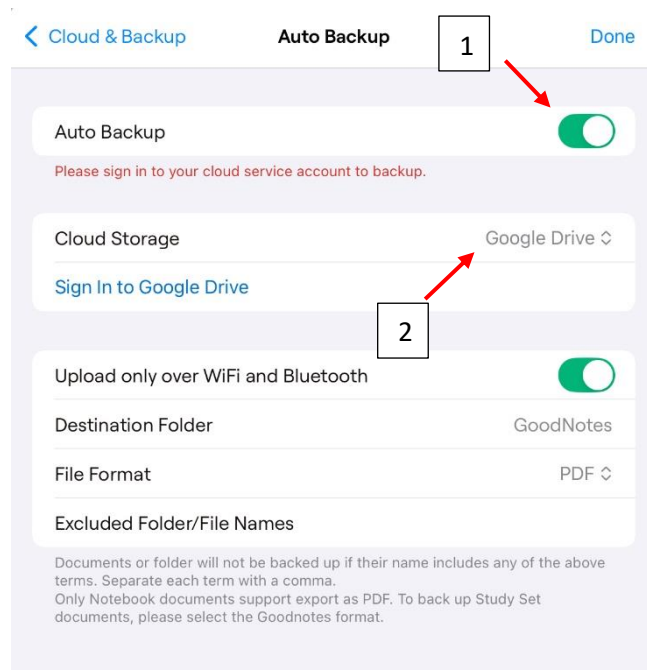 Cloud & Backup Auto Backup 1 Done
Auto Backup
Please sign in to your cloud service account to backup.
Cloud Storage Google Drive
Sign In to Google Drive
2
Upload only over WiFi and Bluetooth
Destination Folder GoodNotes
File Format PDF
Excluded Folder/File Names
Documents or folder will not be backed up if their name includes any of the above
terms. Separate each term with a comma.
Only Notebook documents support export as PDF. To back up Study Set
documents, please select the Goodnotes format.